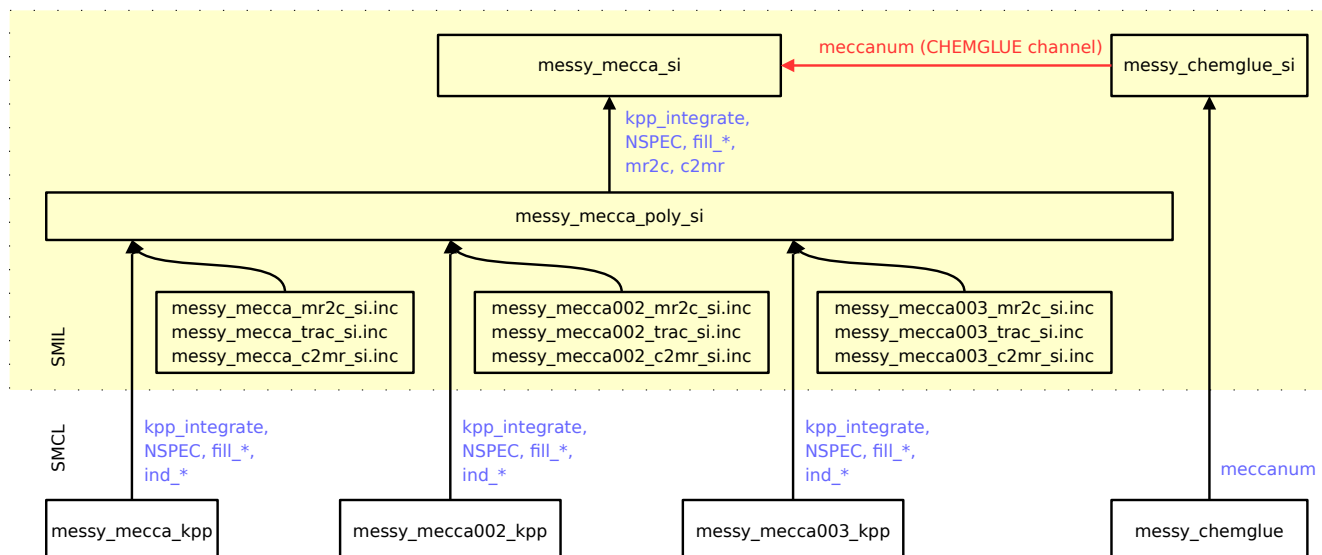 messy_mecca_si
meccanum (CHEMGLUE channel)
messy_chemglue_si
kpp_integrate,
NSPEC, fill_*,
mr2c, c2mr
messy_mecca_poly_si
messy_mecca_mr2c_si.inc
messy_mecca_trac_si.inc
messy_mecca_c2mr_si.inc
messy_mecca002_mr2c_si.inc
messy_mecca002_trac_si.inc
messy_mecca002_c2mr_si.inc
messy_mecca003_mr2c_si.inc
messy_mecca003_trac_si.inc
messy_mecca003_c2mr_si.inc
SMIL
SMCL
kpp_integrate,
NSPEC, fill_*,
ind_*
kpp_integrate,
NSPEC, fill_*,
ind_*
kpp_integrate,
NSPEC, fill_*,
ind_*
meccanum
messy_mecca_kpp
messy_mecca002_kpp
messy_mecca003_kpp
messy_chemglue